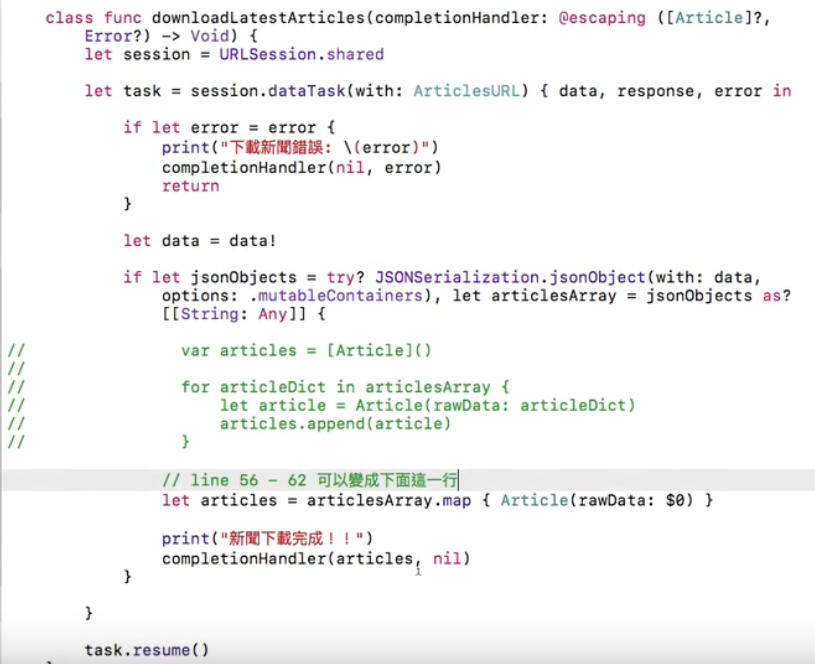 class func downloadLatestArticles(completionHandler: @escaping ([Article]?,
Error?) -> Void) {
let session = URLSession.shared
let task = session.dataTask(with: ArticlesURL) { data, response, error in
if let error = error {
print("下載新聞錯誤: \(error)")
completionHandler(nil, error)
return
}
let data = data!
if let jsonObjects = try? JSONSerialization.jsonObject(with: data,
options: .mutableContainers), let articlesArray = jsonObjects as?
[[String: Any]] {
// var articles = [Article]()
//
// for articleDict in articlesArray {
// let article = Article(rawData: articleDict)
// articles.append(article)
// }
// line 56 - 62 可以變成下面這一行
let articles = articlesArray.map { Article(rawData: $0) }
print("新聞下載完成！！")
completionHandler(articles, nil)
}
}
task.resume()